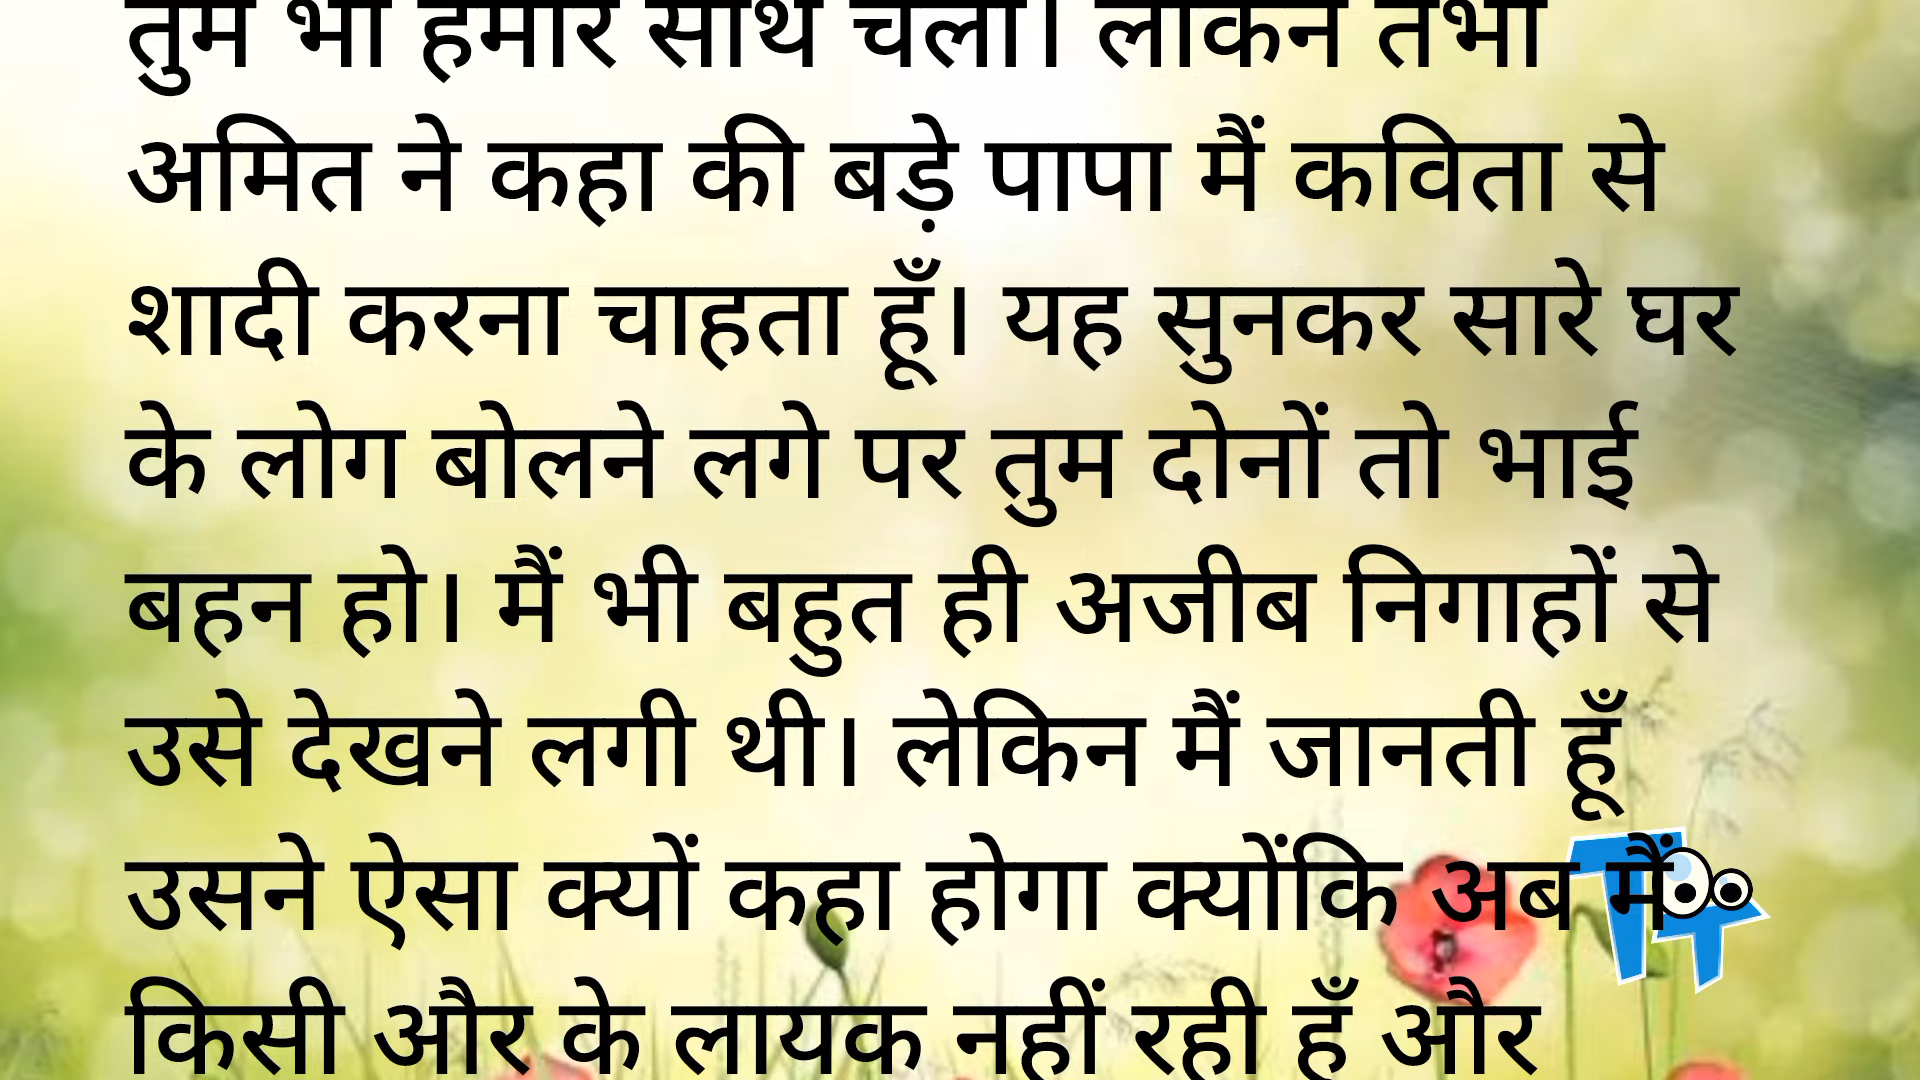 तुम भी हमारे साथ चलो। लेकिन तभी
अमित ने कहा की बड़े पापा मैं कविता से
शादी करना चाहता हूँ। यह सुनकर सारे घर
के लोग बोलने लगे पर तुम दोनों तो भाई
बहन हो। मैं भी बहुत ही अजीब निगाहों से
उसे देखने लगी थी। लेकिन मैं जानती हूँ
उसने ऐसा क्यों कहा होगा क्योंकि अब मैं
किसी और के लायक नहीं रही हूँ और